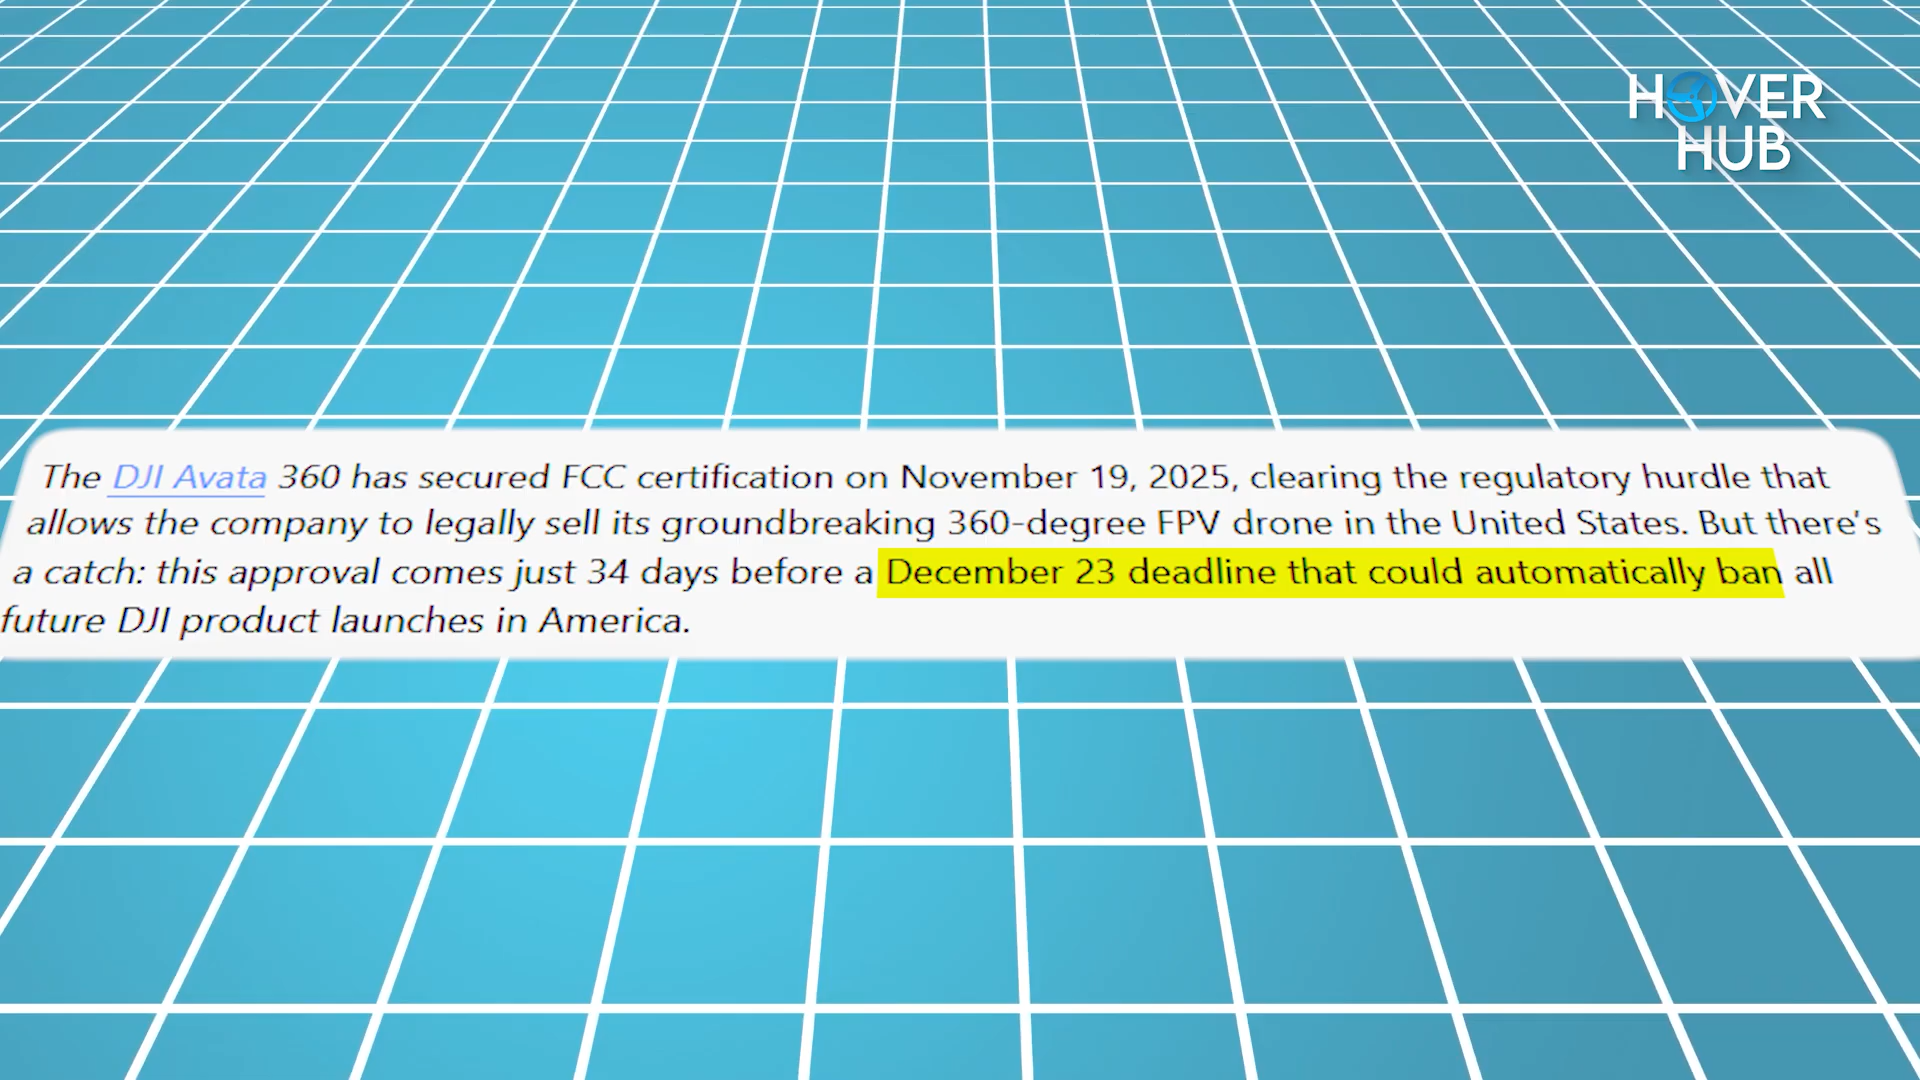 HOVER
HUB
The DJI Avata 360 has secured FCC certification on November 19, 2025, clearing the regulatory hurdle that
allows the company to legally sell its groundbreaking 360-degree FPV drone in the United States. But there's
a catch: this approval comes just 34 days before a December 23 deadline that could automatically ban all
future DJI product launches in America.